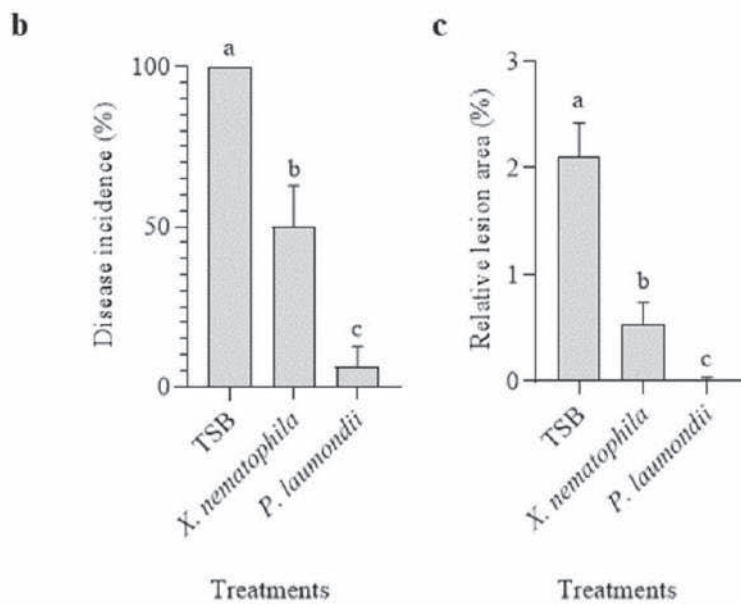 b
Disease incidence (%)
100
50
0
a
b
c
TSB
X. nematophila
P. laumondii
Treatments
c
Relative lesion area (%)
3
2
1
0
a
b
c
TSB
X. nematophila
P. laumondii
Treatments